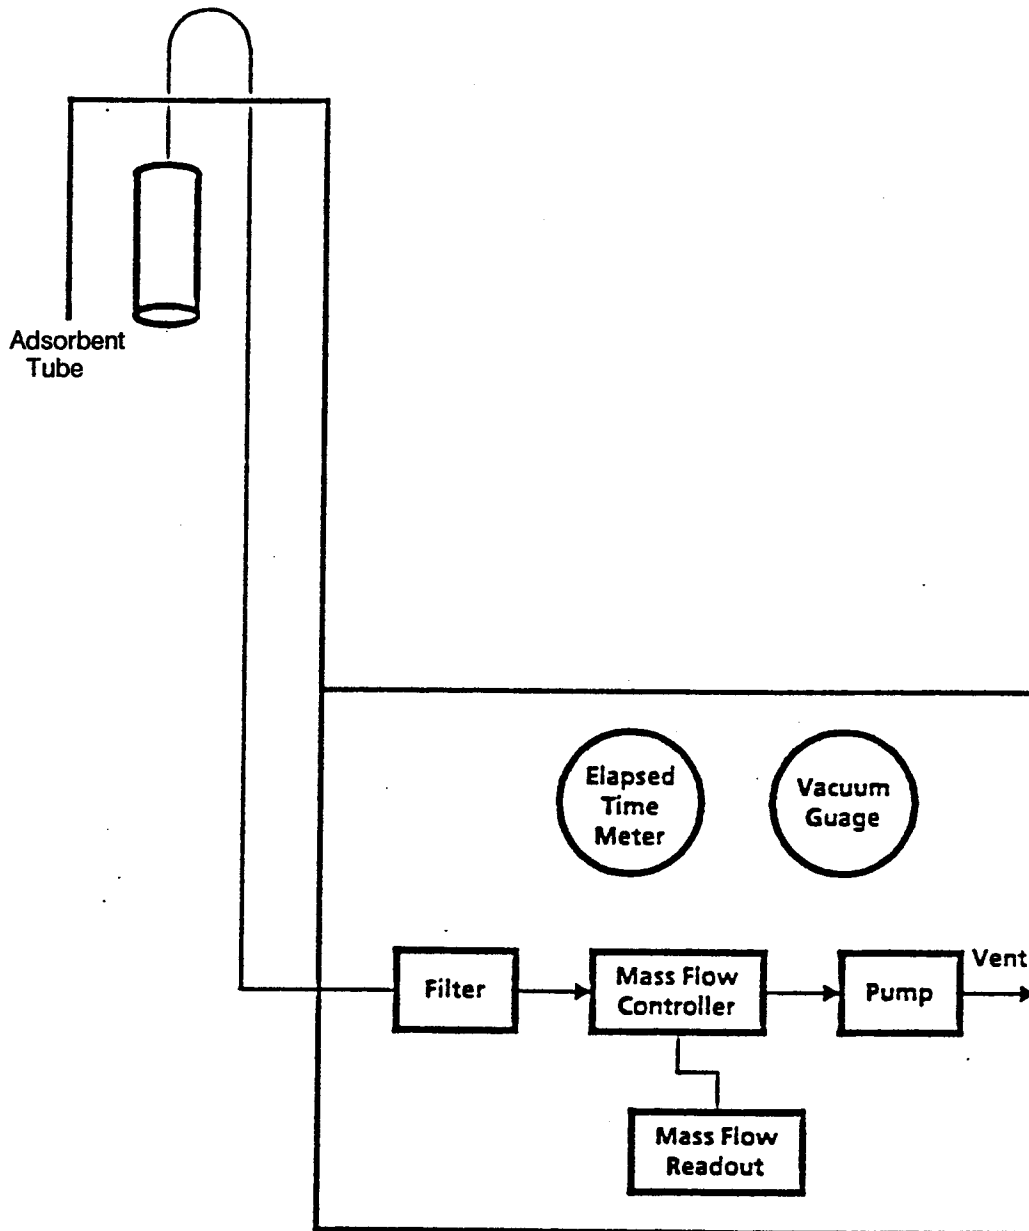 Adsorbent
Tube
Elapsed
Time
Meter
Vacuum
Guage
Filter
Mass Flow
Controller
Pump
Vent
Mass Flow
Readout